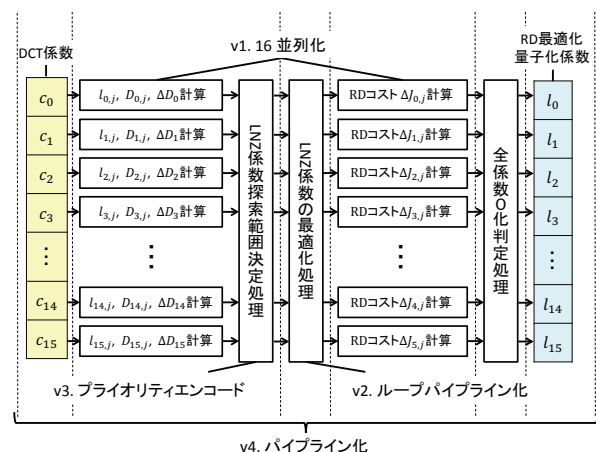 v1. 16 並列化
DCT係数
RD最適化
量子化係数
c0
l0,j, D0,j, ΔD0計算
RDコストΔJ0,j計算
l0
c1
l1,j, D1,j, ΔD1計算
RDコストΔJ1,j計算
l1
c2
l2,j, D2,j, ΔD2計算
RDコストΔJ2,j計算
l2
c3
l3,j, D3,j, ΔD3計算
RDコストΔJ3,j計算
l3
⋮
⋮
⋮
⋮
c14
l14,j, D14,j, ΔD14計算
RDコストΔJ4,j計算
l14
c15
l15,j, D15,j, ΔD15計算
RDコストΔJ5,j計算
l15
LNZ係数探索範囲決定処理
LNZ係数の最適化処理
全係数0化判定処理
v3. プライオリティエンコード
v2. ループパイプライン化
v4. パイプライン化